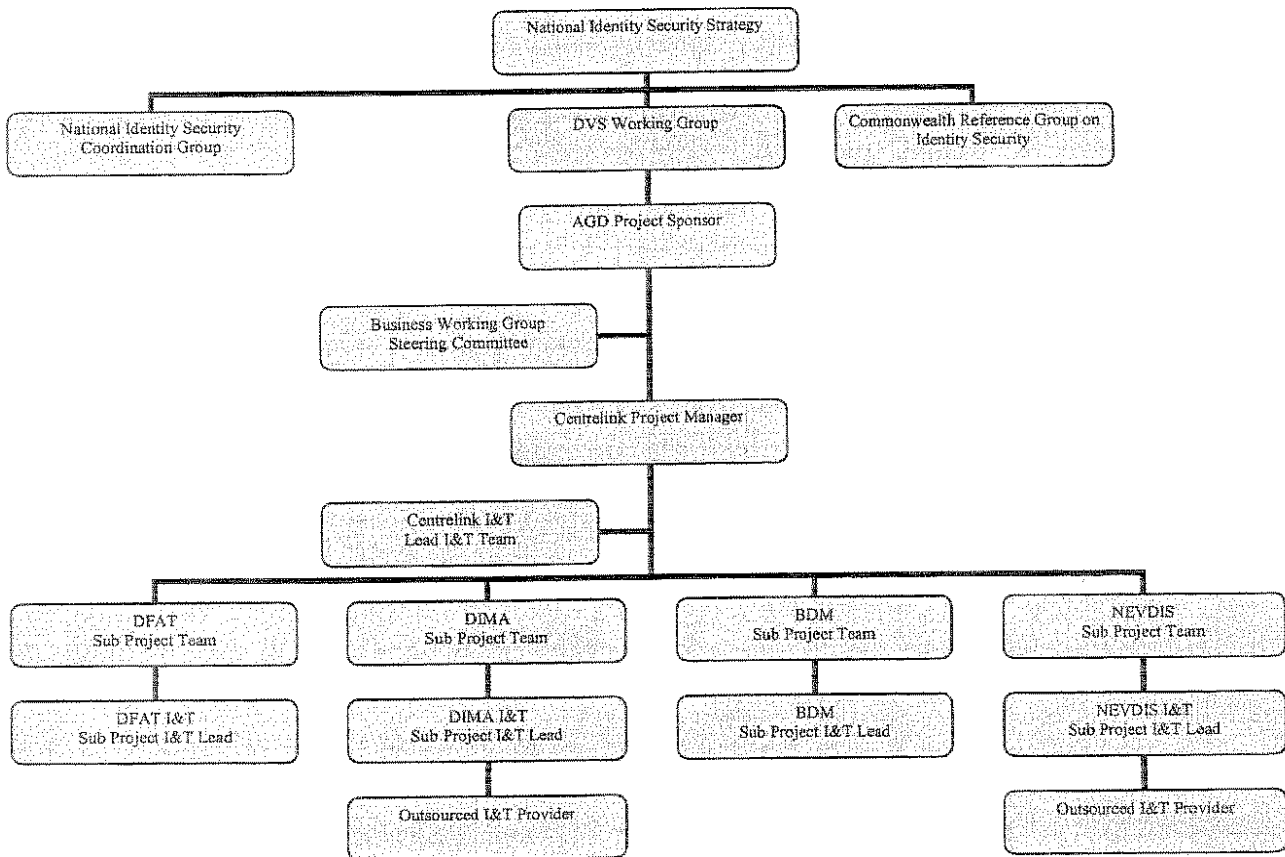 National Identity Security Strategy
National Identity Security
Coordination Group
DVS Working Group
Commonwealth Reference Group on
Identity Security
AGD Project Sponsor
Business Working Group
Steering Committee
Centrelink Project Manager
Centrelink I&T
Lead I&T Team
DFAT
Sub Project Team
DIMA
Sub Project Team
BDM
Sub Project Team
NEVDIS
Sub Project Team
DFAT I&T
Sub Project I&T Lead
DIMA I&T
Sub Project I&T Lead
BDM
Sub Project I&T Lead
NEVDIS I&T
Sub Project I&T Lead
Outsourced I&T Provider
Outsourced I&T Provider